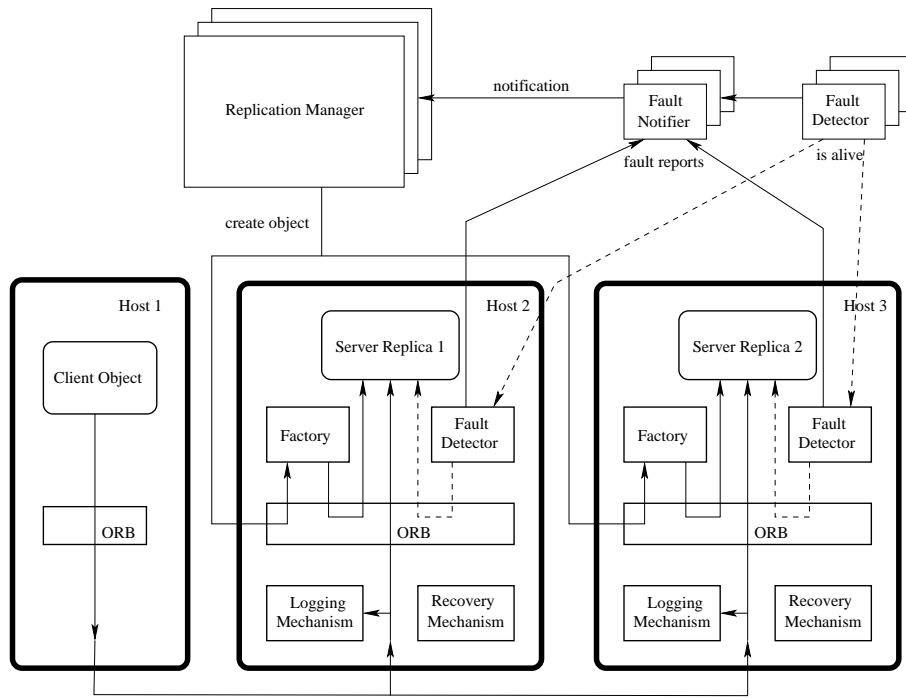 Replication Manager
notification
Fault
Notifier
Fault
Detector
fault reports
is alive
create object
Host 1
Host 2
Host 3
Client Object
Server Replica 1
Server Replica 2
Factory
Fault
Detector
Factory
Fault
Detector
ORB
ORB
ORB
Logging
Mechanism
Recovery
Mechanism
Logging
Mechanism
Recovery
Mechanism